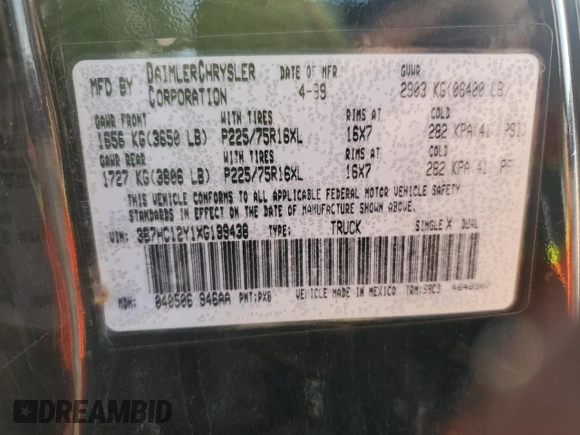 MFD BY DAIMLERCHRYSLER CORPORATION DATE OF MFR 4-99 GVWR 2903 KG(06400 LB)
GAWR FRONT WITH TIRES RIMS AT COLD
1656 KG(3650 LB) P225/75R16XL 16X7 282 KPA(41 PSI)
GAWR REAR WITH TIRES RIMS AT COLD
1727 KG(3806 LB) P225/75R16XL 16X7 282 KPA(41 PS
THIS VEHICLE CONFORMS TO ALL APPLICABLE FEDERAL MOTOR VEHICLE SAFETY
STANDARDS IN EFFECT ON DATE OF MANUFACTURE SHOWN ABOVE.
VIN: 3B7HC12Y1XG199438 TYPE: TRUCK SINGLE X DUAL
MDH: 040506 946AA PNT:PX8 VEHICLE MADE IN MEXICO TRM:S9C3
DREAMBID